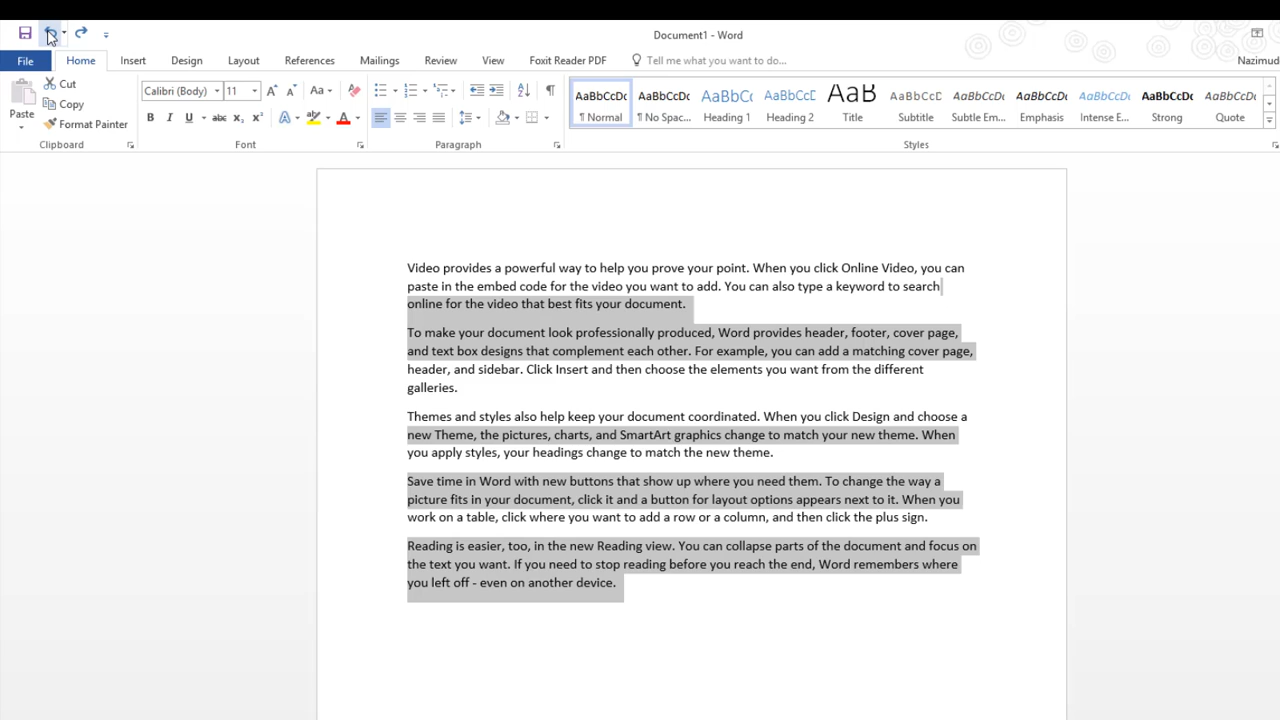 Document1 - Word
File Home Insert Design Layout References Mailings Review View Foxit Reader PDF Tell me what you want to do... Nazimud
Paste
Cut
Copy
Format Painter
Clipboard
Calibri (Body) 11 A A Aa
B I U abc x₂ x² A A
Font
Paragraph
AaBbCcDc AaBbCcDc AaBbCc AaBbCcD AaB AaBbCcD AaBbCcDc AaBbCcDc AaBbCcDc AaBbCcDc AaBbCcDc
¶ Normal ¶ No Spac... Heading 1 Heading 2 Title Subtitle Subtle Em... Emphasis Intense E... Strong Quote
Styles
Video provides a powerful way to help you prove your point. When you click Online Video, you can
paste in the embed code for the video you want to add. You can also type a keyword to search
online for the video that best fits your document.
To make your document look professionally produced, Word provides header, footer, cover page,
and text box designs that complement each other. For example, you can add a matching cover page,
header, and sidebar. Click Insert and then choose the elements you want from the different
galleries.
Themes and styles also help keep your document coordinated. When you click Design and choose a
new Theme, the pictures, charts, and SmartArt graphics change to match your new theme. When
you apply styles, your headings change to match the new theme.
Save time in Word with new buttons that show up where you need them. To change the way a
picture fits in your document, click it and a button for layout options appears next to it. When you
work on a table, click where you want to add a row or a column, and then click the plus sign.
Reading is easier, too, in the new Reading view. You can collapse parts of the document and focus on
the text you want. If you need to stop reading before you reach the end, Word remembers where
you left off - even on another device.